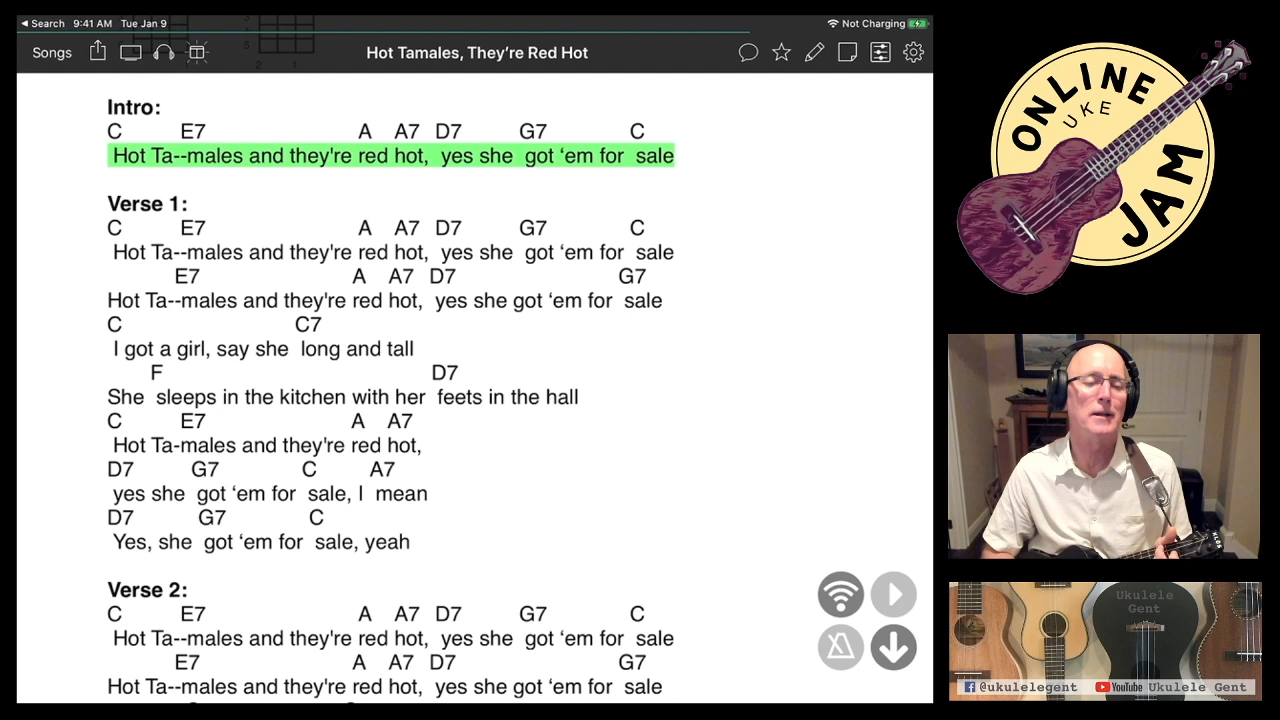 Search 9:41 AM Tue Jan 9
Not Charging
Songs
Hot Tamales, They’re Red Hot
Intro:
C E7 A A7 D7 G7 C
Hot Ta--males and they're red hot, yes she got ‘em for sale
Verse 1:
C E7 A A7 D7 G7 C
Hot Ta--males and they're red hot, yes she got ‘em for sale
E7 A A7 D7 G7
Hot Ta--males and they're red hot, yes she got ‘em for sale
C C7
I got a girl, say she long and tall
F D7
She sleeps in the kitchen with her feets in the hall
C E7 A A7
Hot Ta-males and they're red hot,
D7 G7 C A7
yes she got ‘em for sale, I mean
D7 G7 C
Yes, she got ‘em for sale, yeah
Verse 2:
C E7 A A7 D7 G7 C
Hot Ta--males and they're red hot, yes she got ‘em for sale
E7 A A7 D7 G7
Hot Ta--males and they're red hot, yes she got ‘em for sale
ONLINE
UKE
JAM
KLOS
Ukulele
Gent
@ukulelegent YouTube Ukulele Gent